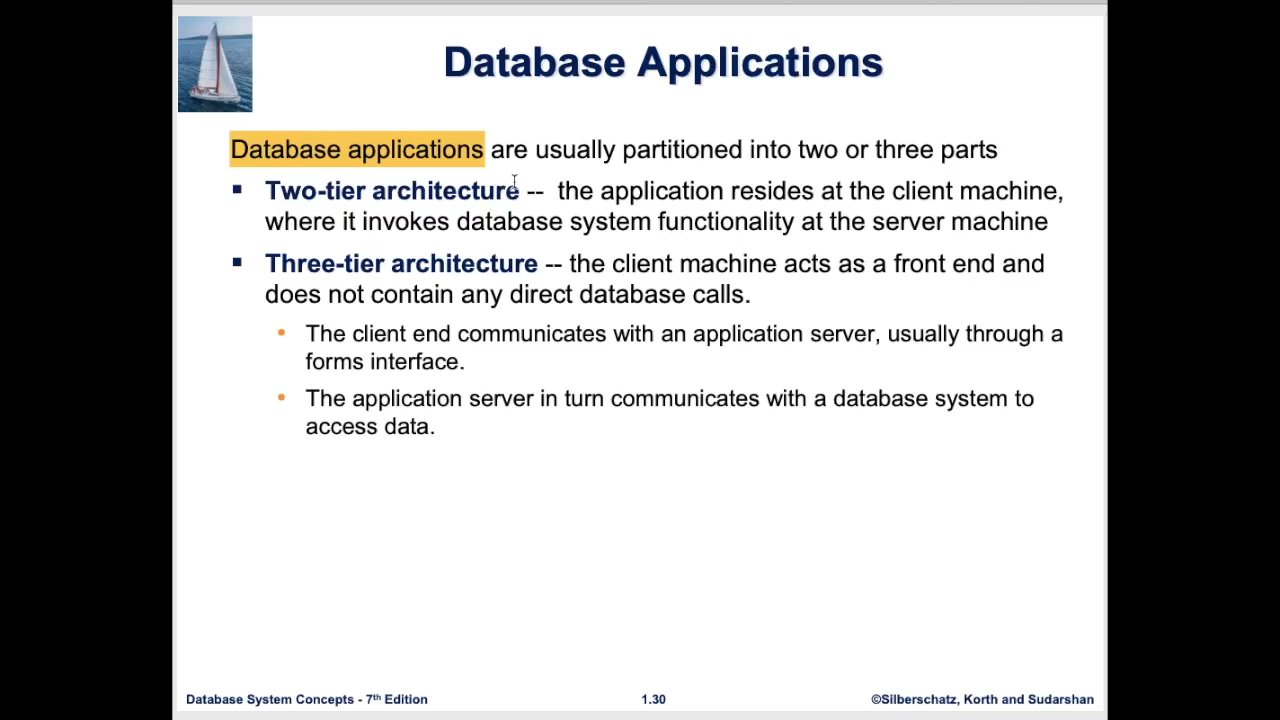 Database Applications
Database applications are usually partitioned into two or three parts
▪ Two-tier architecture -- the application resides at the client machine,
where it invokes database system functionality at the server machine
▪ Three-tier architecture -- the client machine acts as a front end and
does not contain any direct database calls.
• The client end communicates with an application server, usually through a
forms interface.
• The application server in turn communicates with a database system to
access data.
Database System Concepts - 7th Edition
1.30
©Silberschatz, Korth and Sudarshan